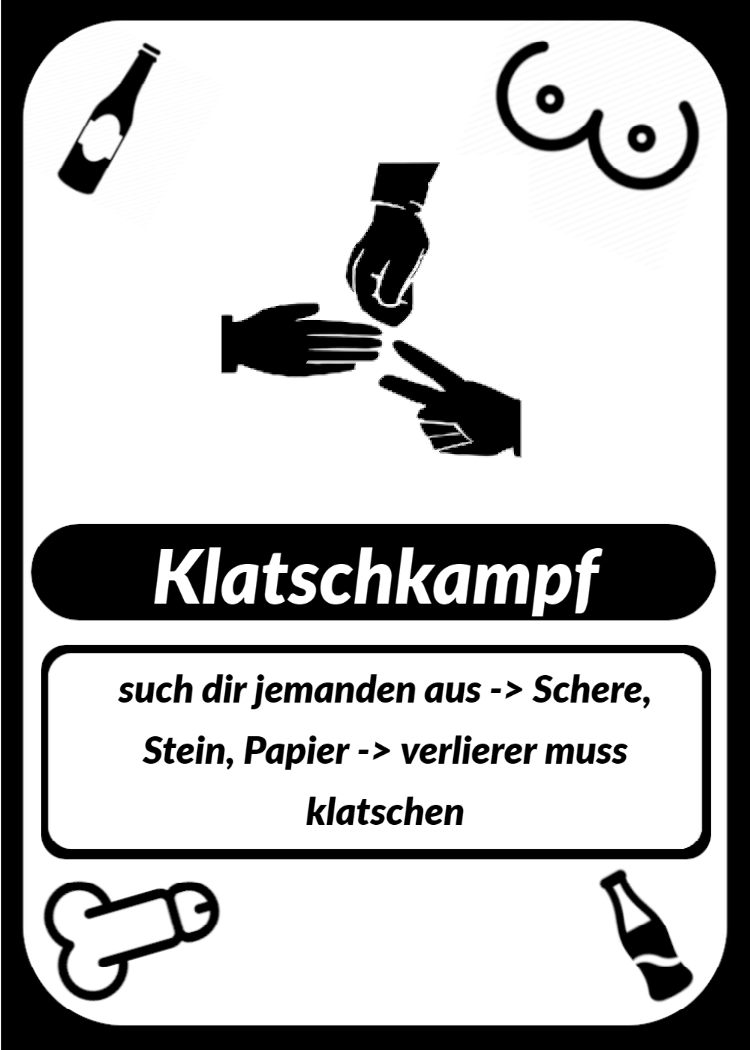 Klatschkampf
such dir jemanden aus -> Schere,
Stein, Papier -> verlierer muss
klatschen